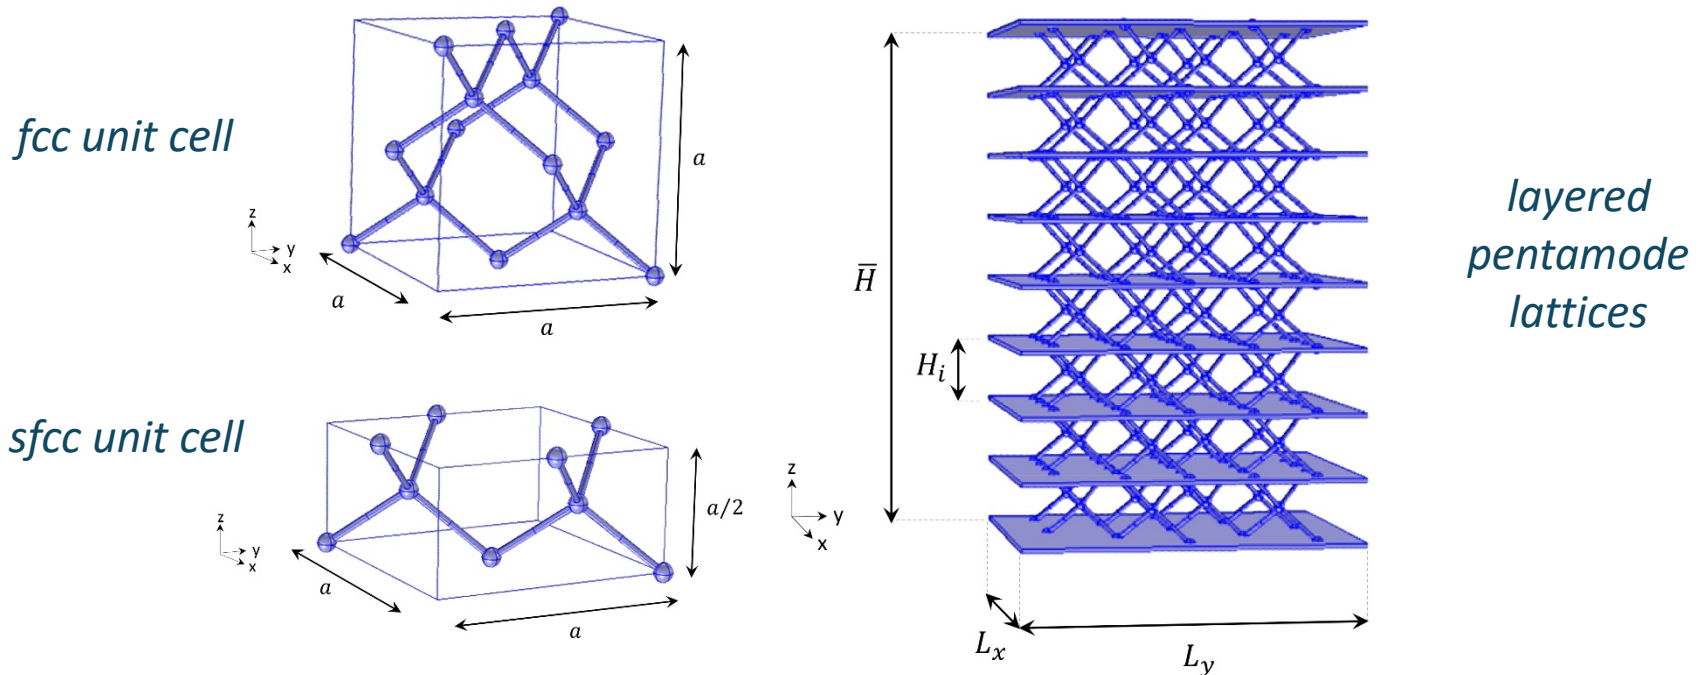 fcc unit cell
a
a
a
z
y
x
sfcc unit cell
a/2
a
a
z
y
x
z
y
x
H̅
H_i
L_x
L_y
layered
pentamode
lattices